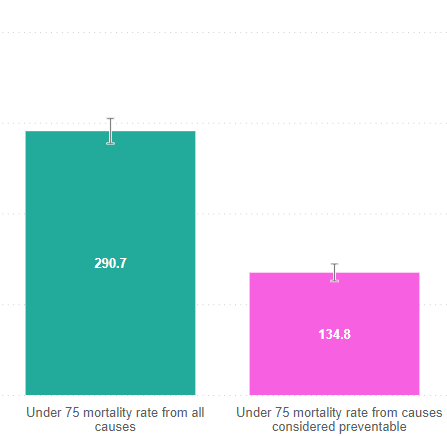 290.7
134.8
Under 75 mortality rate from all
causes
Under 75 mortality rate from causes
considered preventable